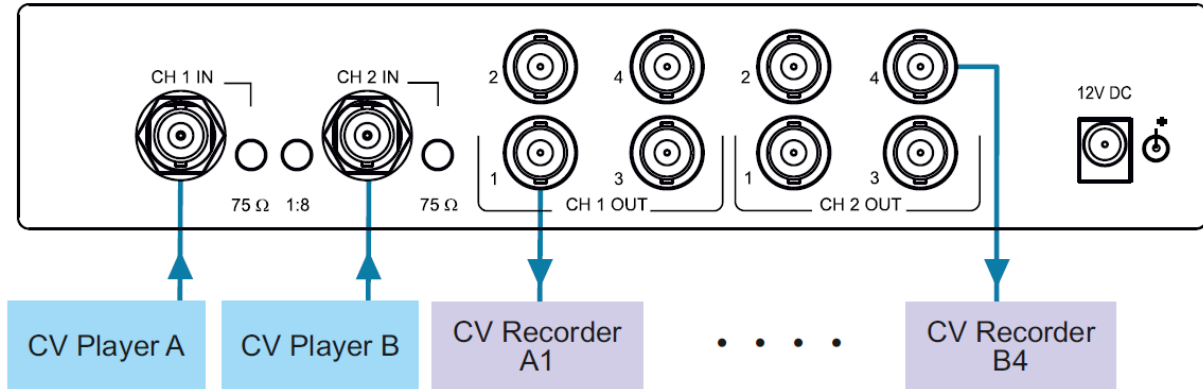 CH 1 IN
CH 2 IN
2
4
2
4
12V DC
+
1
3
1
3
75 Ω
1:8
75 Ω
CH 1 OUT
CH 2 OUT
CV Player A
CV Player B
CV Recorder
A1
. . . .
CV Recorder
B4